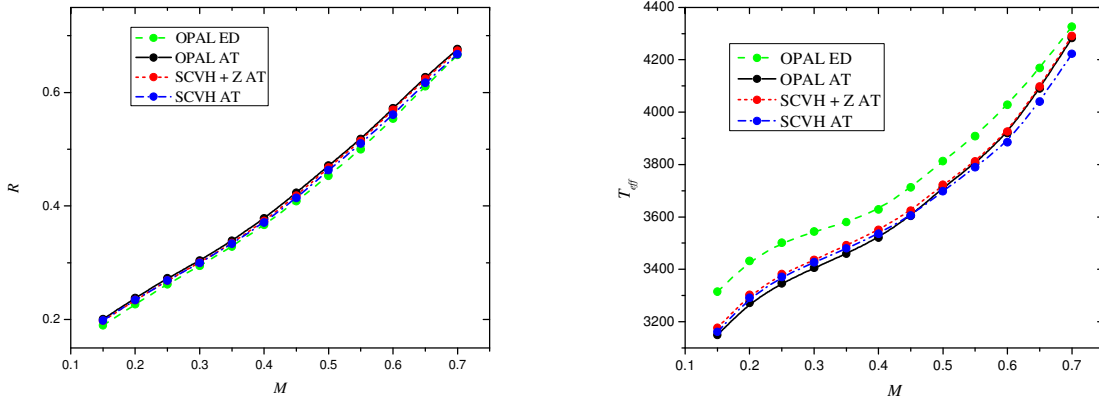 OPAL ED
OPAL AT
SCVH + Z AT
SCVH AT
0.6
0.4
0.2
R
0.1 0.2 0.3 0.4 0.5 0.6 0.7
M
4400
4200
4000
3800
3600
3400
3200
T_eff
OPAL ED
OPAL AT
SCVH + Z AT
SCVH AT
0.1 0.2 0.3 0.4 0.5 0.6 0.7
M